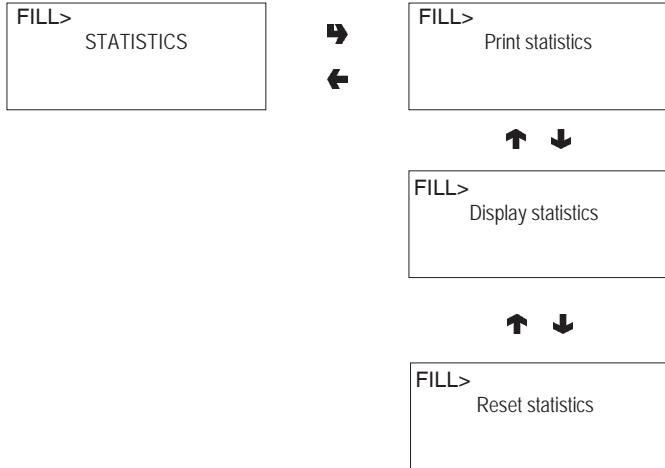 FILL>
STATISTICS
FILL>
Print statistics
FILL>
Display statistics
FILL>
Reset statistics